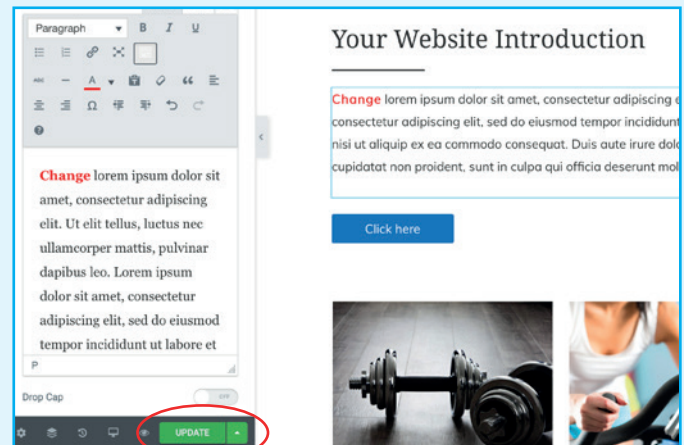 Paragraph
B I U
ABC
A
Ω
Change lorem ipsum dolor sit
amet, consectetur adipiscing
elit. Ut elit tellus, luctus nec
ullamcorper mattis, pulvinar
dapibus leo. Lorem ipsum
dolor sit amet, consectetur
adipiscing elit, sed do eiusmod
tempor incididunt ut labore et
P
Drop Cap
OFF
UPDATE
Your Website Introduction
Change lorem ipsum dolor sit amet, consectetur adipiscing
consectetur adipiscing elit, sed do eiusmod tempor incididunt
nisi ut aliquip ex ea commodo consequat. Duis aute irure
cupidatat non proident, sunt in culpa qui officia deserunt
Click here